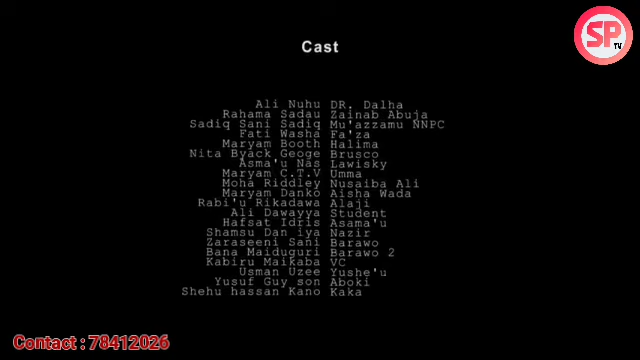 SP
TV
Cast
Ali Nuhu DR. Dalha
Rahama Sadau Zainab Abuja
Sadiq Sani Sadiq Mu'azzamu NNPC
Fati Washa Fa'za
Maryam Booth Halima
Nita Byack Geoge Brusco
Asma'u Nas Lawisky
Maryam C.T.V Umma
Moha Riddley Nusaiba Ali
Maryam Danko Aisha Wada
Rabi'u Rikadawa Alaji
Ali Dawayya Student
Hafsat Idris Asama'u
Shamsu Dan iya Nazir
Zaraseeni Sani Barawo
Bana Maiduguri Barawo 2
Kabiru Maikaba VC
Usman Uzee Yushe'u
Yusuf Guy son Aboki
Shehu hassan Kano Kaka
Contact : 78412026